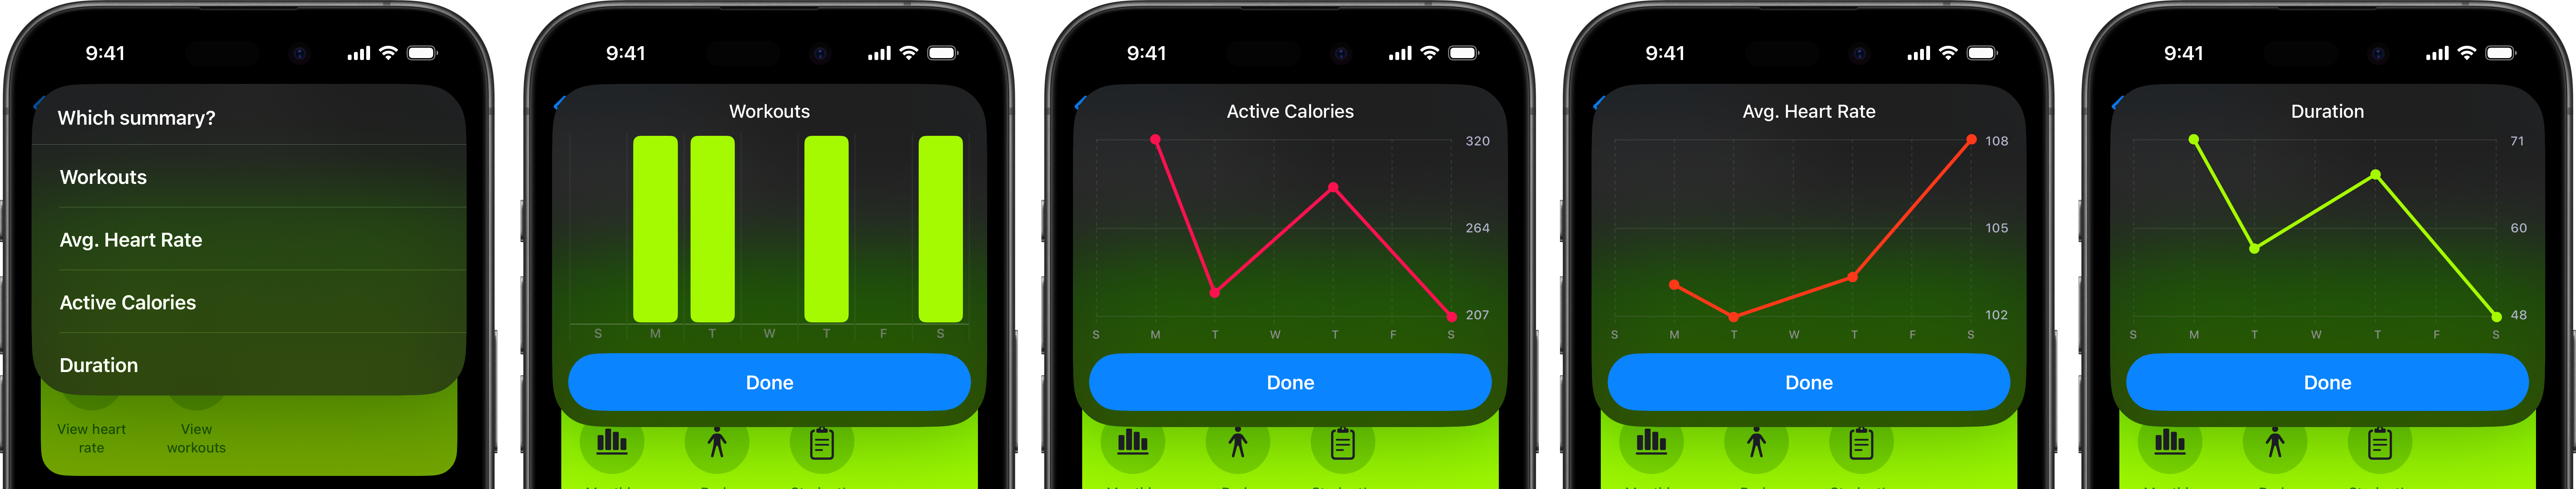 9:41
Which summary?
Workouts
Avg. Heart Rate
Active Calories
Duration
View heart
rate
View
workouts
9:41
Workouts
S M T W T F S
Done
9:41
Active Calories
320
264
207
S M T W T F S
Done
9:41
Avg. Heart Rate
108
105
102
S M T W T F S
Done
9:41
Duration
71
60
48
S M T W T F S
Done